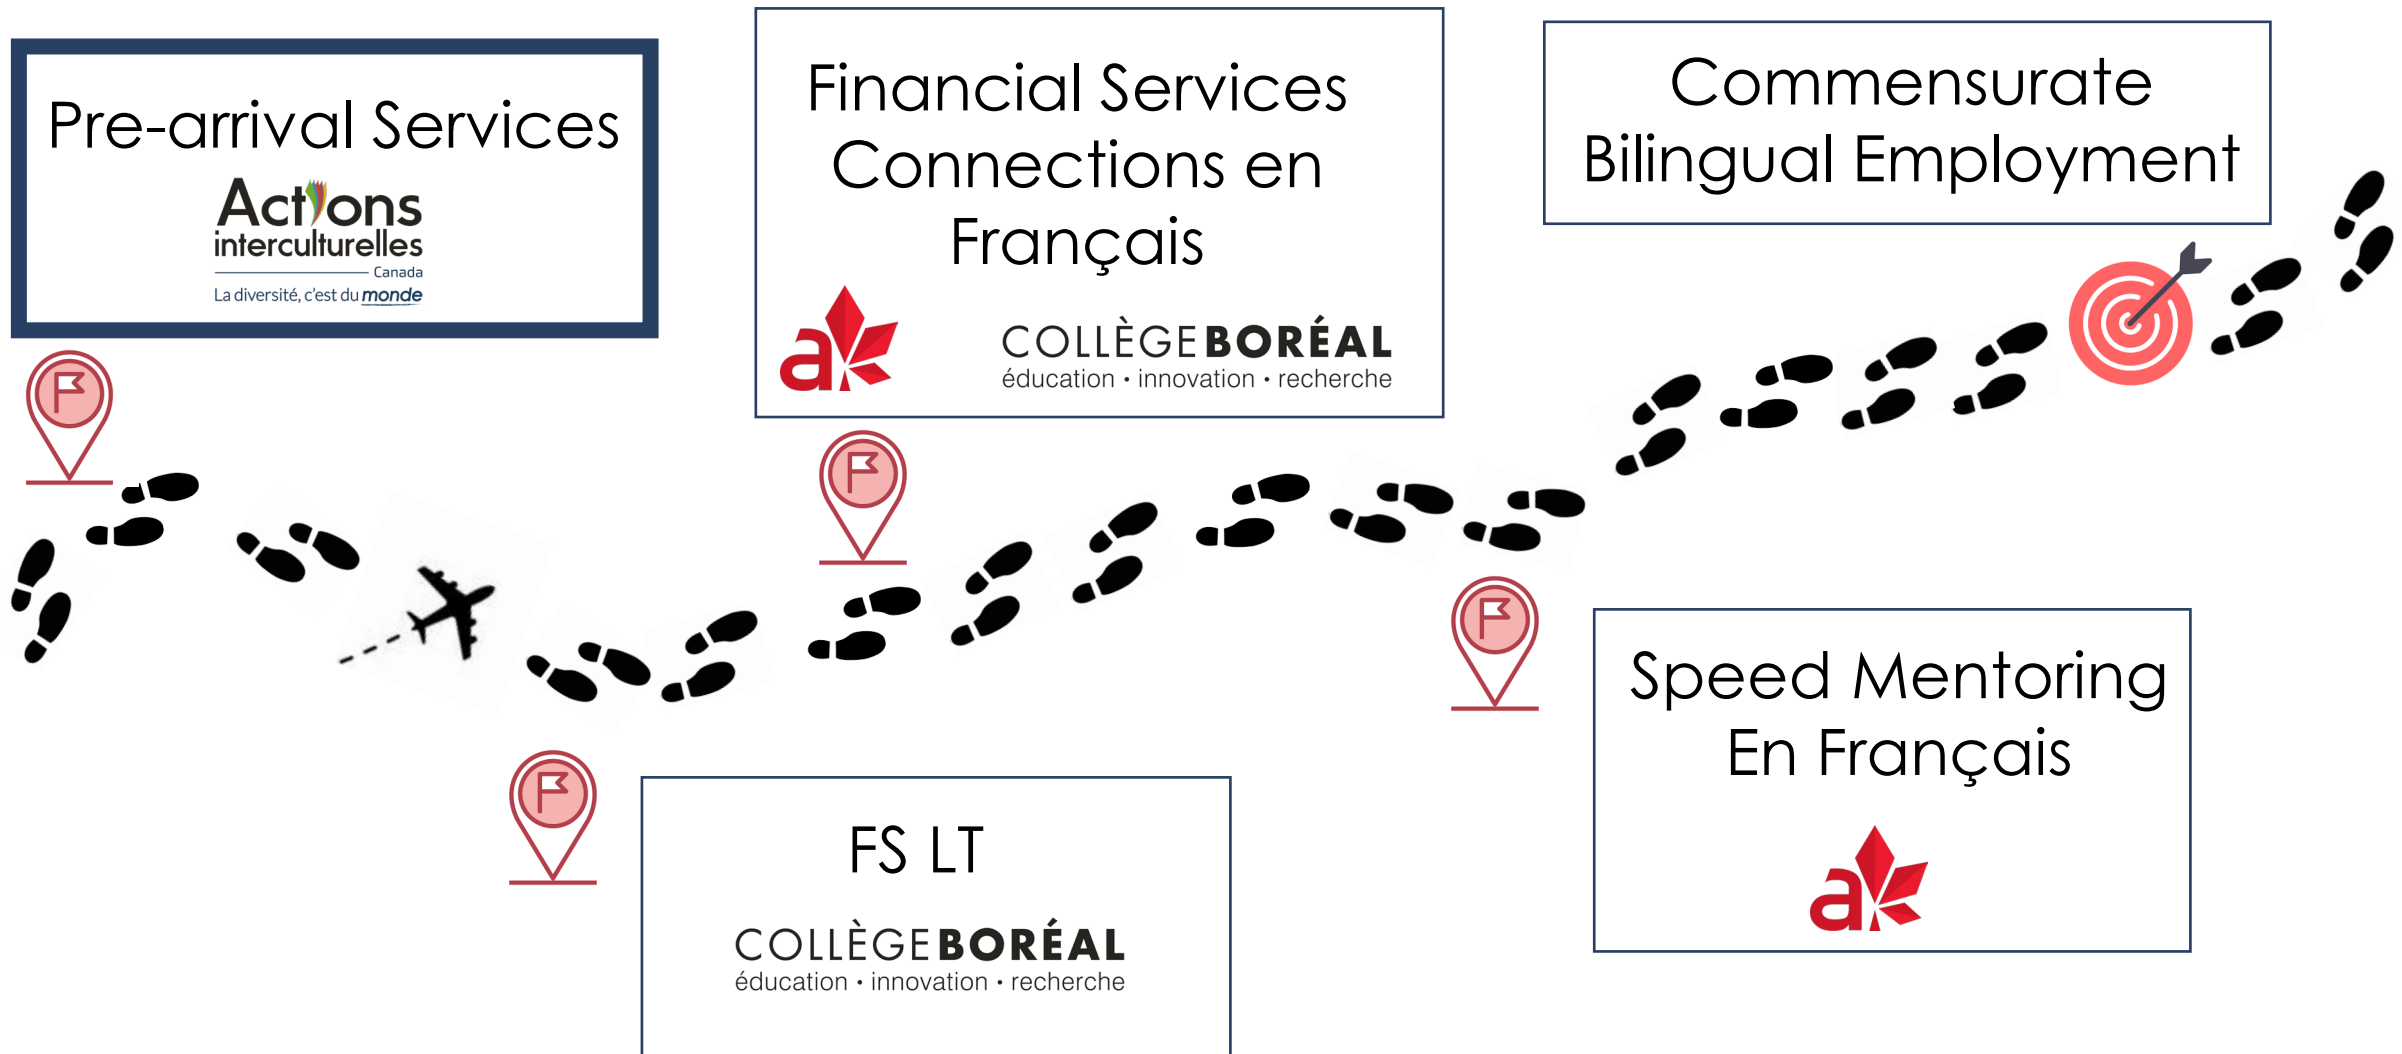 Pre-arrival Services
Actions
interculturelles
Canada
La diversité, c'est du monde
Financial Services
Connections en
Français
a
COLLÈGE BORÉAL
éducation • innovation • recherche
Commensurate
Bilingual Employment
FS LT
COLLÈGE BORÉAL
éducation • innovation • recherche
Speed Mentoring
En Français
a